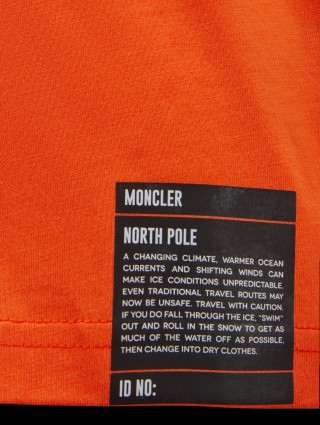 MONCLER
NORTH POLE
A CHANGING CLIMATE, WARMER OCEAN
CURRENTS AND SHIFTING WINDS CAN
MAKE ICE CONDITIONS UNPREDICTABLE.
EVEN TRADITIONAL TRAVEL ROUTES MAY
NOW BE UNSAFE. TRAVEL WITH CAUTION.
IF YOU DO FALL THROUGH THE ICE, "SWIM"
OUT AND ROLL IN THE SNOW TO GET AS
MUCH OF THE WATER OFF AS POSSIBLE,
THEN CHANGE INTO DRY CLOTHES.
ID NO: